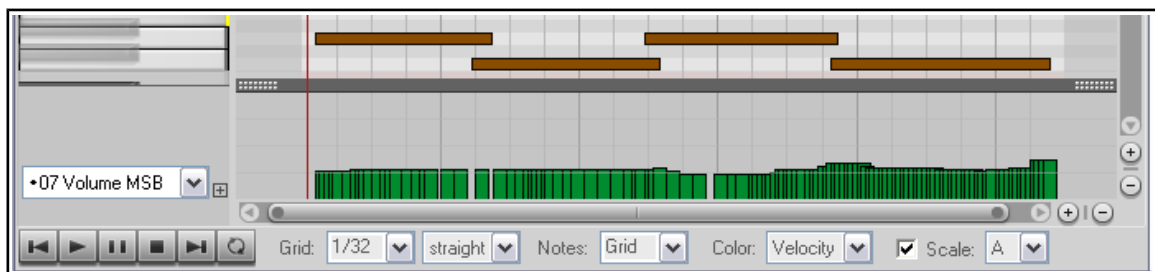 •07 Volume MSB
Grid: 1/32 straight Notes: Grid Color: Velocity Scale: A